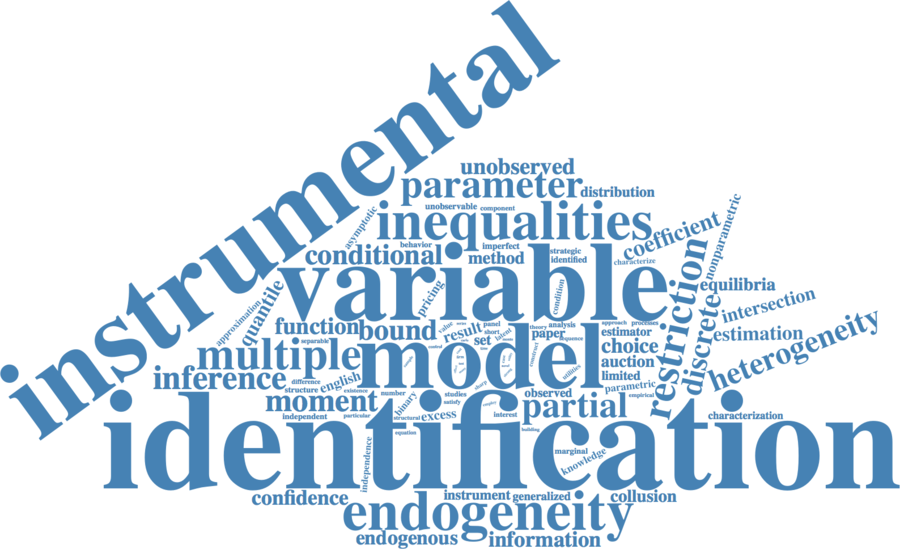 instrumental
unobserved
parameter
distribution
unobservable
component
asymptotic
inequalities
coefficient
nonparametric
behavior
imperfect
strategic
conditional
method
identified
characterize
variable
restriction
discrete
equilibria
condition
pricing
quantile
approximation
intersection
function
bound
value
result
panel
short
latent
theory
analysis
approach
processes
paper
sequence
estimator
estimation
separable
set
construct
choice
multiple
model
auction
heterogeneity
inference
difference
english
utilities
limited
parametric
structure
existence
number
studies
sharp
observed
empirical
moment
binary
satisfy
employ
partial
independent
particular
structural
excess
interest
characterization
equation
building
identification
independence
marginal
knowledge
confidence
instrument
generalized
collusion
endogeneity
endogenous
information